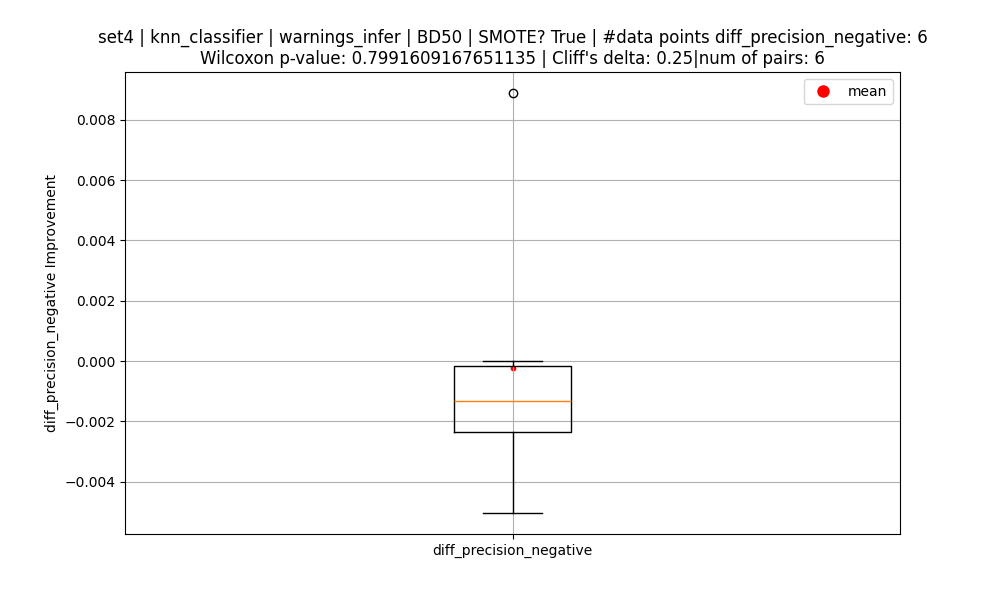 set4 | knn_classifier | warnings_infer | BD50 | SMOTE? True | #data points diff_precision_negative: 6
Wilcoxon p-value: 0.7991609167651135 | Cliff's delta: 0.25|num of pairs: 6
mean
0.008
0.006
0.004
0.002
0.000
−0.002
−0.004
diff_precision_negative Improvement
diff_precision_negative